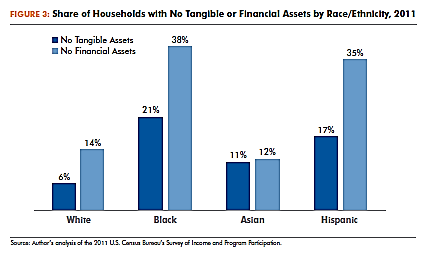 FIGURE 3: Share of Households with No Tangible or Financial Assets by Race/Ethnicity, 2011
No Tangible Assets
No Financial Assets
38%
35%
21%
17%
14%
11%
12%
6%
White
Black
Asian
Hispanic
Source: Author's analysis of the 2011 U.S. Census Bureau's Survey of Income and Program Participation.